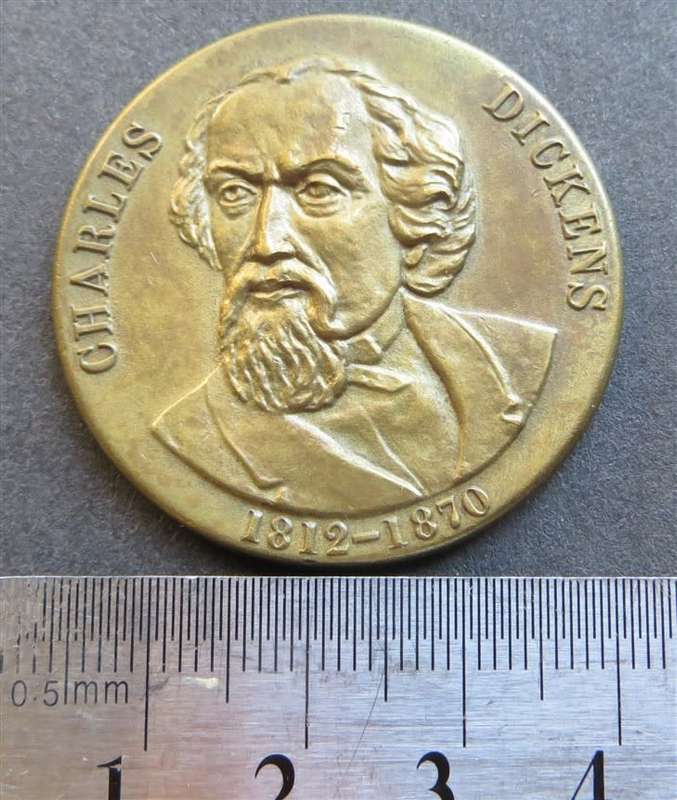 CHARLES DICKENS
1812-1870
0.5mm
1 2 3 4